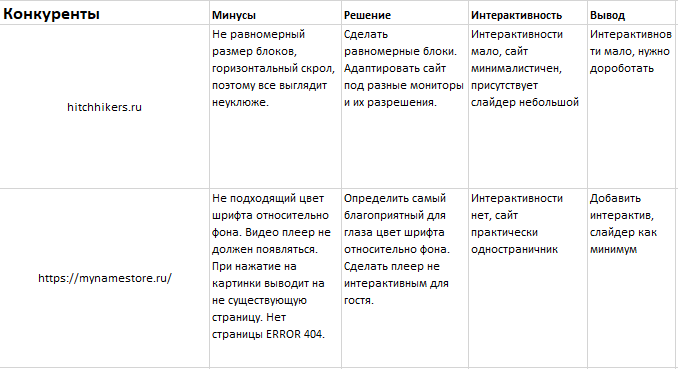 Конкуренты
Минусы
Решение
Интерактивность
Вывод
hitchhikers.ru
Не равномерный
размер блоков,
горизонтальный скрол,
поэтому все выглядит
неуклюже.
Сделать
равномерные блоки.
Адаптировать сайт
под разные мониторы
и их разрешения.
Интерактивности
мало, сайт
минималистичен,
присутствует
слайдер небольшой
Интерактивнос
ти мало, нужно
дороботать
https://mynamestore.ru/
Не подходящий цвет
шрифта относительно
фона. Видео плеер не
должен появляться.
При нажатие на
картинки выводит на
не существующую
страницу. Нет
страницы ERROR 404.
Определить самый
благоприятный для
глаза цвет шрифта
относительно фона.
Сделать плеер не
интерактивным для
гостя.
Интерактивности
нет, сайт
практически
одностраничник
Добавить
интерактив,
слайдер как
минимум